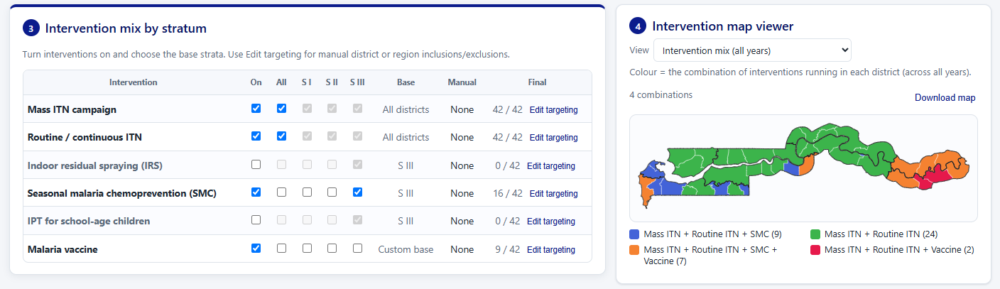 3 Intervention mix by stratum
Turn interventions on and choose the base strata. Use Edit targeting for manual district or region inclusions/exclusions.
Intervention On All S I S II S III Base Manual Final
Mass ITN campaign All districts None 42 / 42 Edit targeting
Routine / continuous ITN All districts None 42 / 42 Edit targeting
Indoor residual spraying (IRS) S III None 0 / 42 Edit targeting
Seasonal malaria chemoprevention (SMC) S III None 16 / 42 Edit targeting
IPT for school-age children S III None 0 / 42 Edit targeting
Malaria vaccine Custom base None 9 / 42 Edit targeting
4 Intervention map viewer
View Intervention mix (all years)
Colour = the combination of interventions running in each district (across all years).
4 combinations
Download map
Mass ITN + Routine ITN + SMC (9)
Mass ITN + Routine ITN (24)
Mass ITN + Routine ITN + SMC +
Vaccine (7)
Mass ITN + Routine ITN + Vaccine (2)